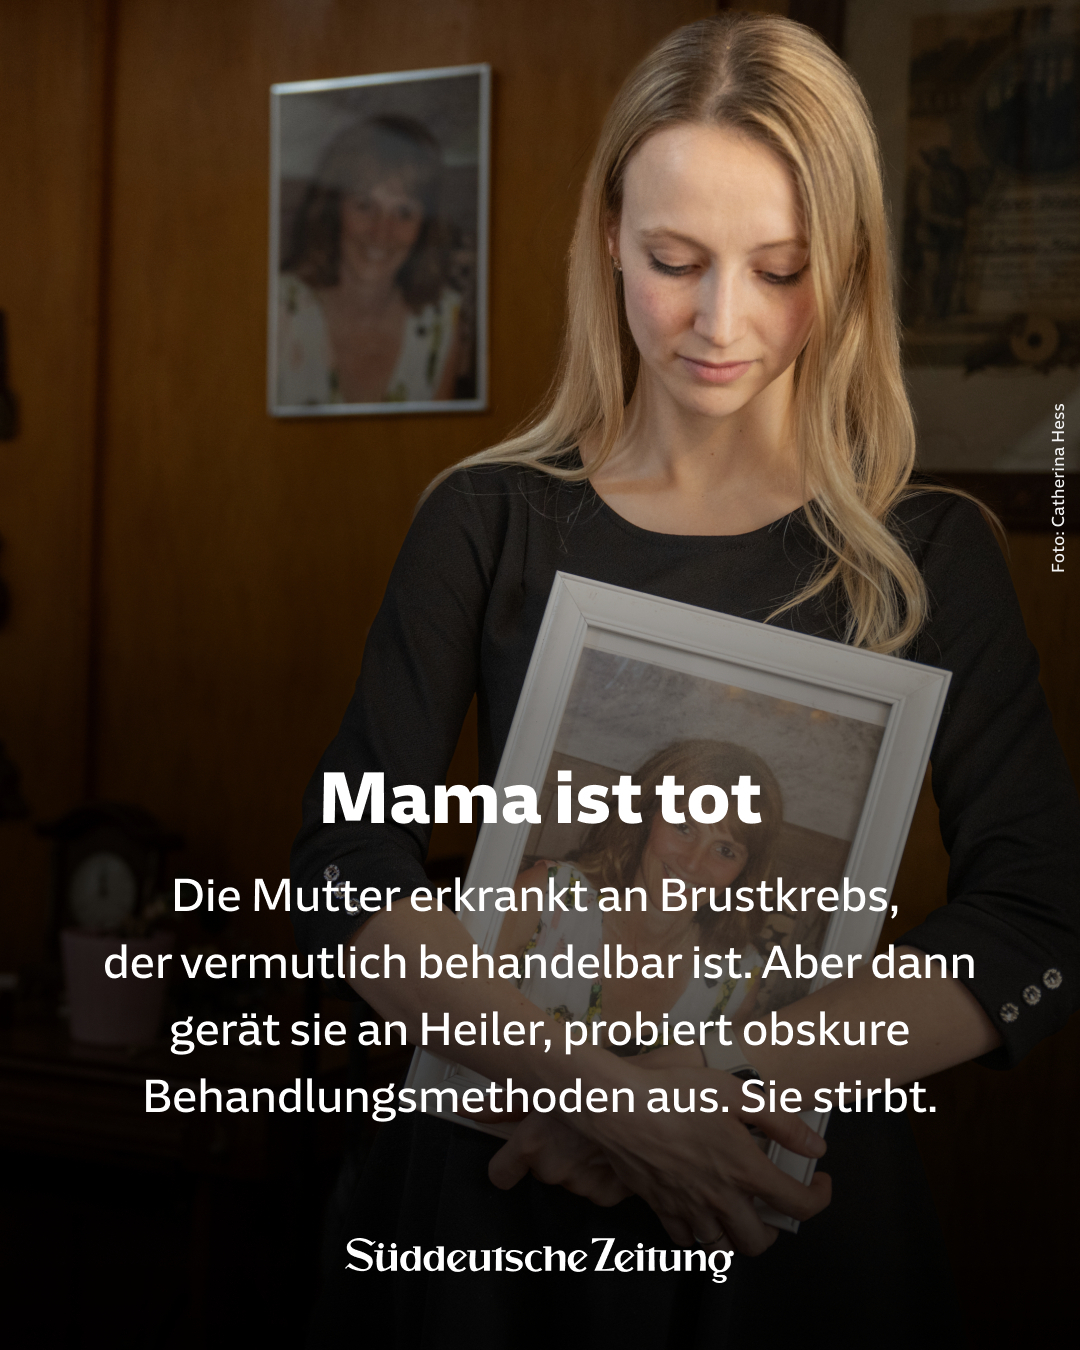 Foto: Catherina Hess
Mama ist tot
Die Mutter erkrankt an Brustkrebs,
der vermutlich behandelbar ist. Aber dann
gerät sie an Heiler, probiert obskure
Behandlungsmethoden aus. Sie stirbt.
Süddeutsche Zeitung